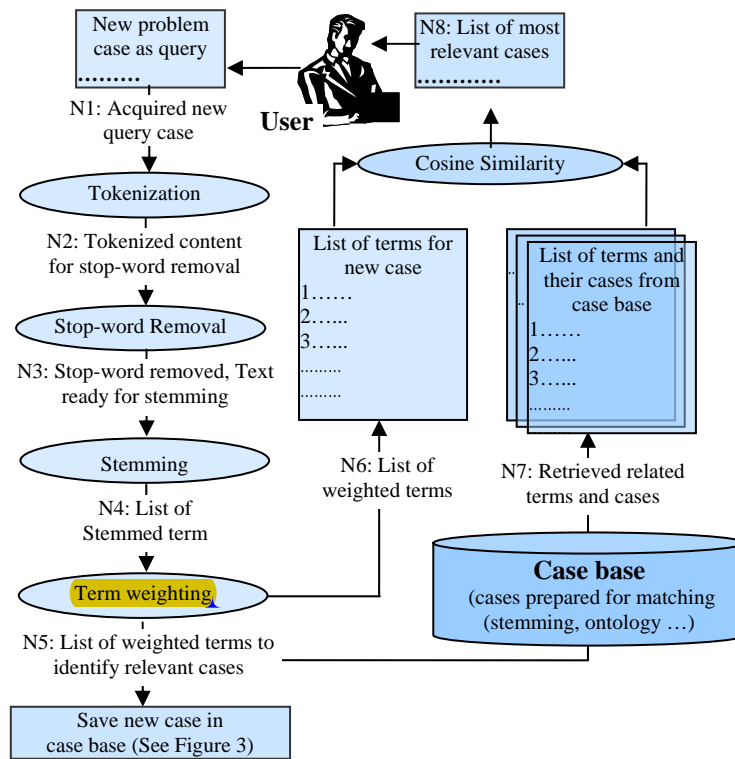 New problem
case as query
.........
N8: List of most
relevant cases
............
User
N1: Acquired new
query case
Cosine Similarity
Tokenization
N2: Tokenized content
for stop-word removal
List of terms for
new case
1......
2......
3......
.........
.........
List of terms and
their cases from
case base
1......
2......
3......
.........
Stop-word Removal
N3: Stop-word removed, Text
ready for stemming
Stemming
N6: List of
weighted terms
N7: Retrieved related
terms and cases
N4: List of
Stemmed term
Term weighting
Case base
(cases prepared for matching
(stemming, ontology …)
N5: List of weighted terms to
identify relevant cases
Save new case in
case base (See Figure 3)